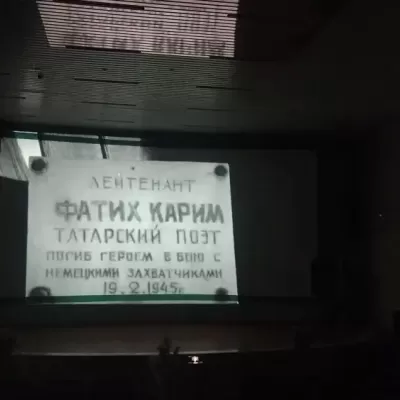 ЛЕЙТЕНАНТ
ФАТИХ КАРИМ
ТАТАРСКИЙ ПОЭТ
ПОГИБ ГЕРОЕМ В БОЮ С
НЕМЕЦКИМИ ЗАХВАТЧИКАМИ
19.2.1945г.